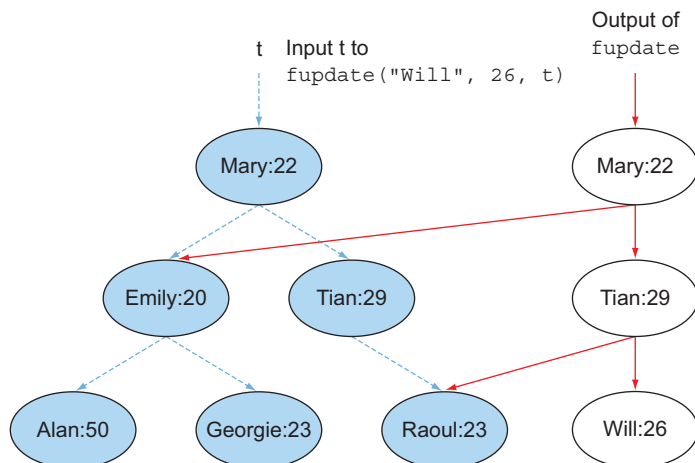 Output of
fupdate
t Input t to
fupdate("Will", 26, t)
Mary:22 Mary:22
Emily:20 Tian:29 Tian:29
Alan:50 Georgie:23 Raoul:23 Will:26